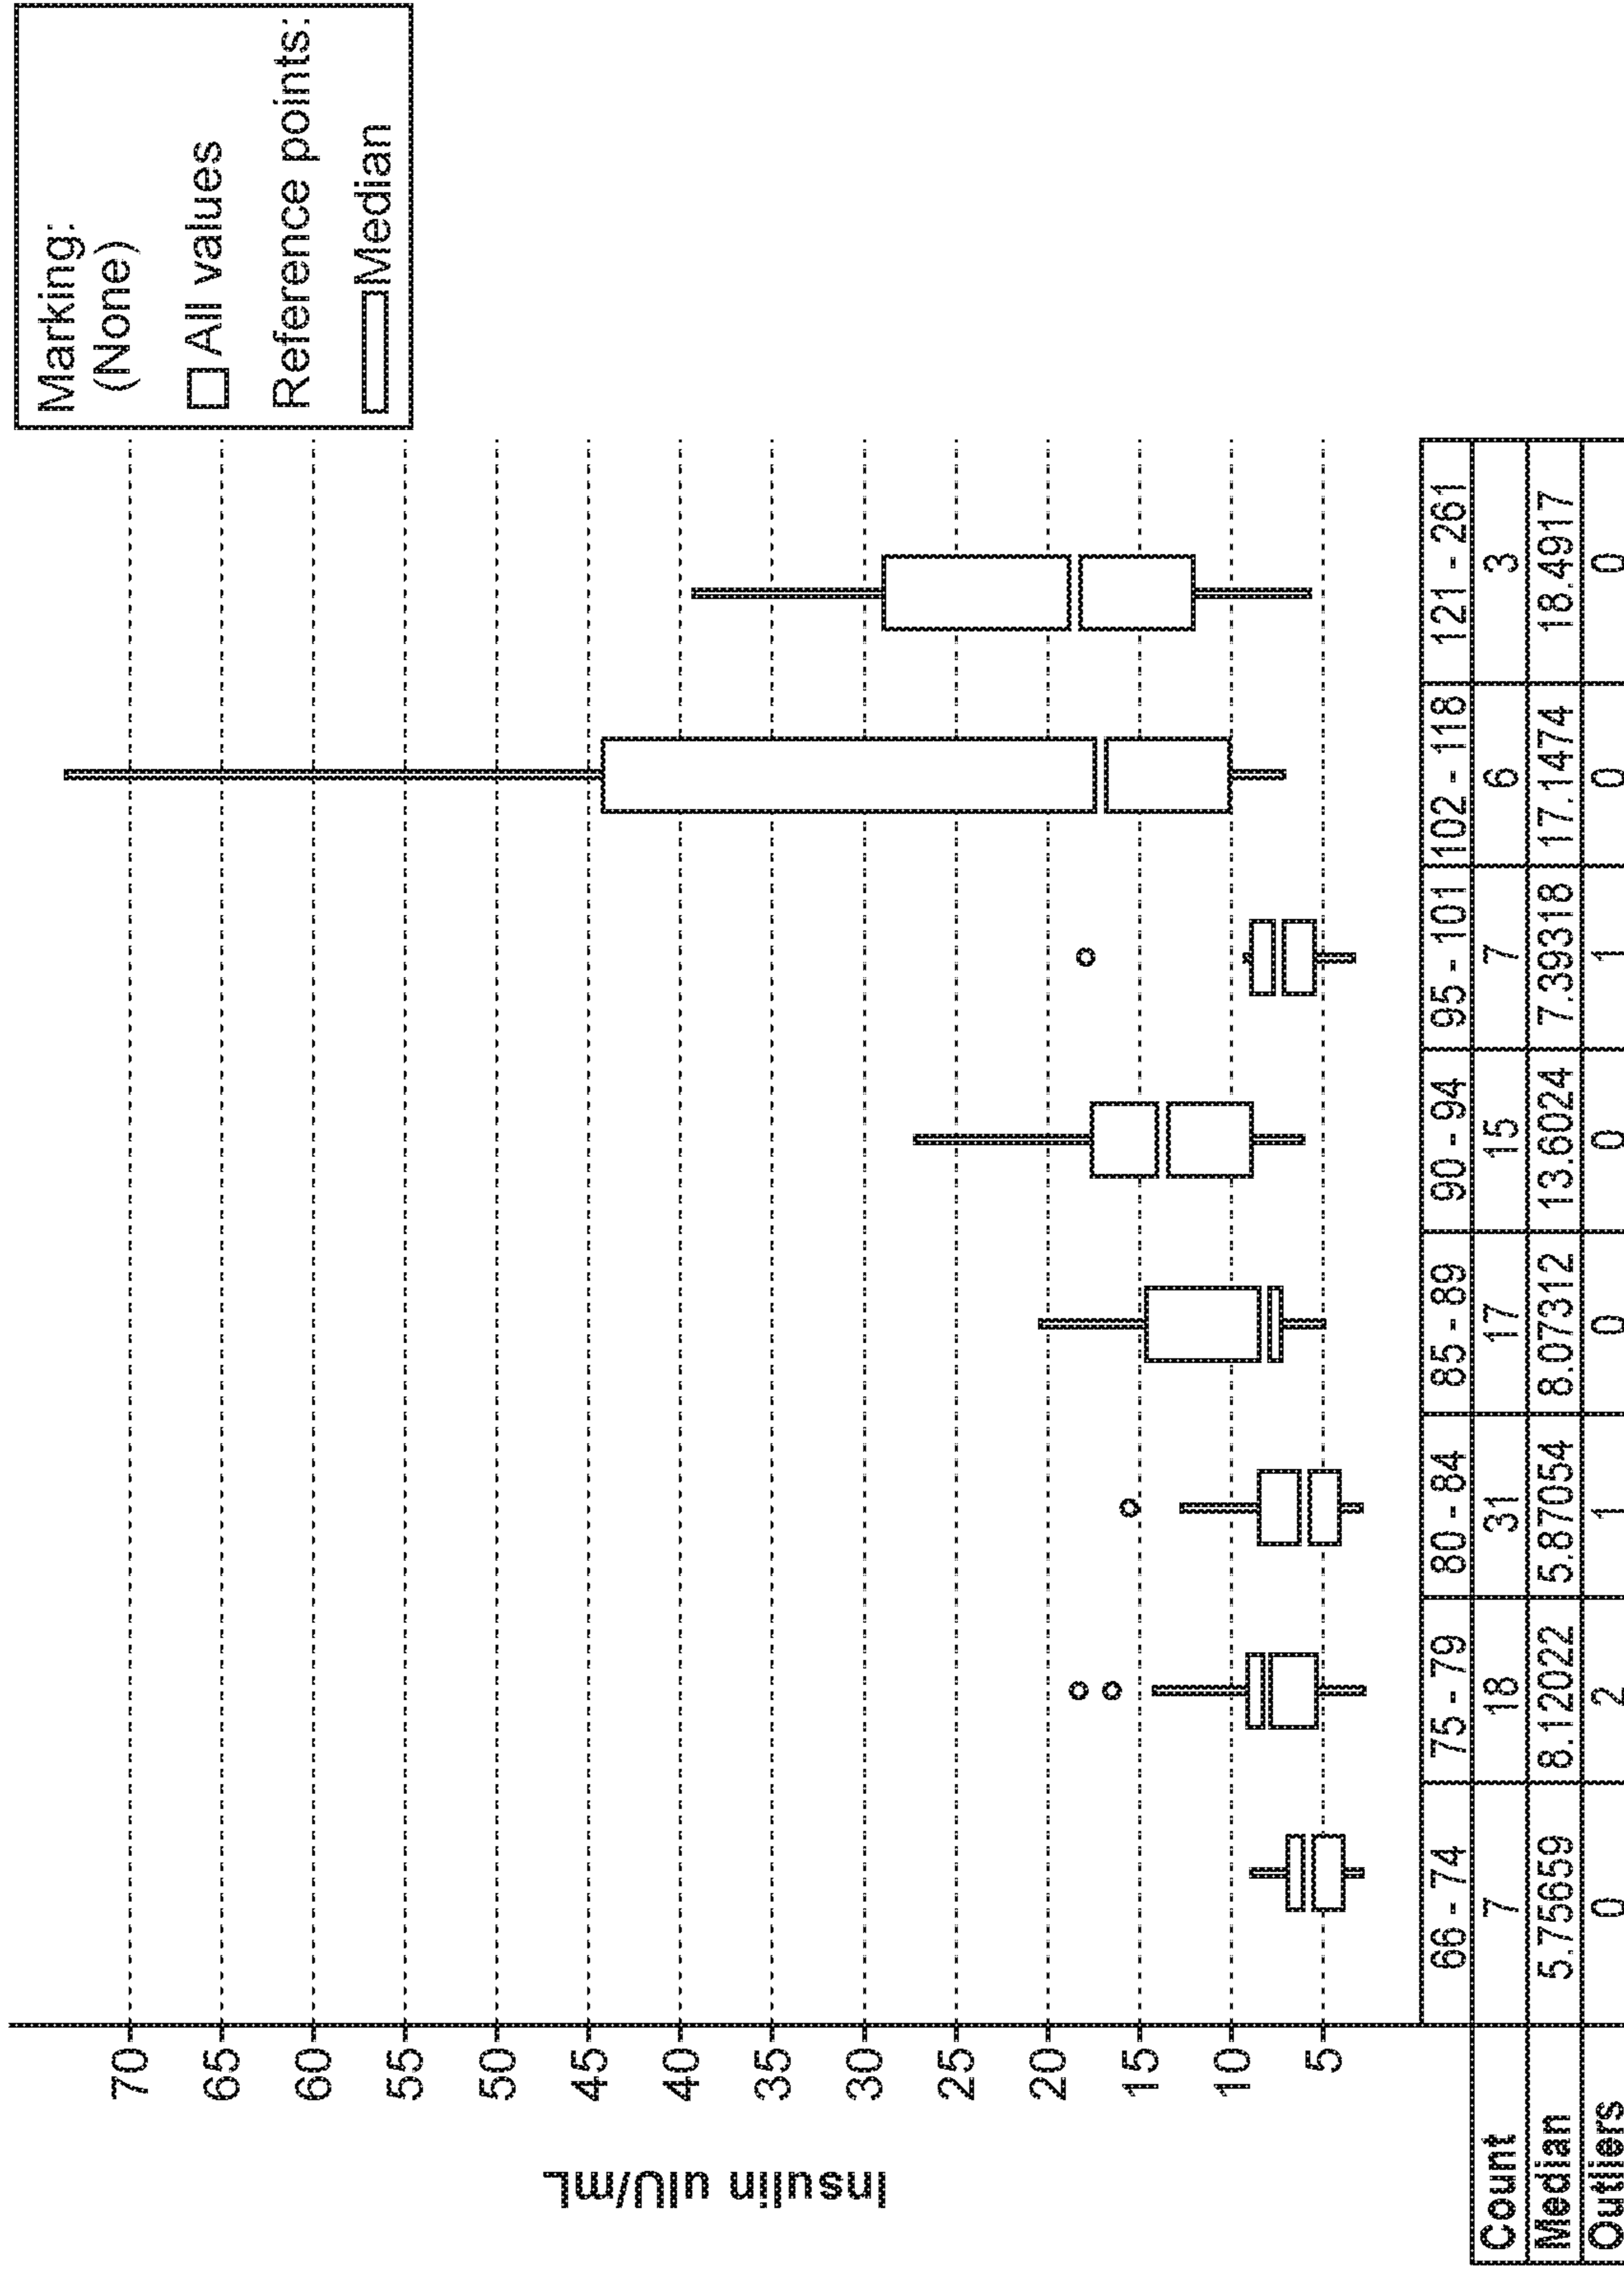 Marking:
(None)
All values
Reference points:
Median
Insulin uIU/mL
70
65
60
55
50
45
40
35
30
25
20
15
10
5
66 - 74 75 - 79 80 - 84 85 - 89 90 - 94 95 - 101 102 - 118 121 - 261
Count 7 18 31 17 15 7 6 3
Median 5.75659 8.12022 5.87054 8.07312 13.6024 7.39318 17.1474 18.4917
Outliers 0 2 1 0 0 1 0 0